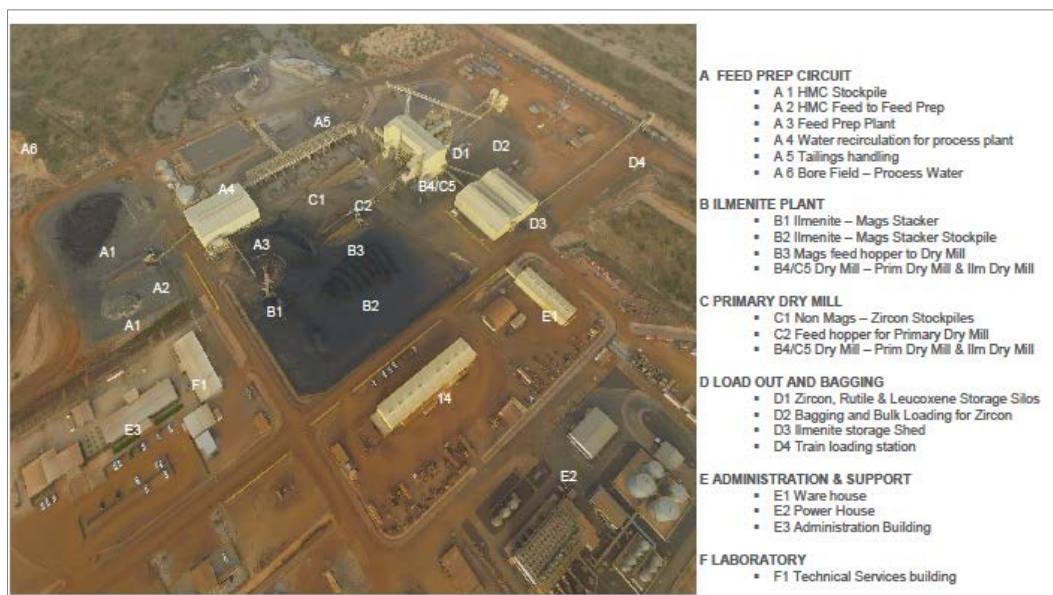 A FEED PREP CIRCUIT
▪ A 1 HMC Stockpile
▪ A 2 HMC Feed to Feed Prep
▪ A 3 Feed Prep Plant
▪ A 4 Water recirculation for process plant
▪ A 5 Tailings handling
▪ A 6 Bore Field – Process Water
B ILMENITE PLANT
▪ B1 Ilmenite – Mags Stacker
▪ B2 Ilmenite – Mags Stacker Stockpile
▪ B3 Mags feed hopper to Dry Mill
▪ B4/C5 Dry Mill – Prim Dry Mill & Ilm Dry Mill
C PRIMARY DRY MILL
▪ C1 Non Mags – Zircon Stockpiles
▪ C2 Feed hopper for Primary Dry Mill
▪ B4/C5 Dry Mill – Prim Dry Mill & Ilm Dry Mill
D LOAD OUT AND BAGGING
▪ D1 Zircon, Rutile & Leucoxene Storage Silos
▪ D2 Bagging and Bulk Loading for Zircon
▪ D3 Ilmenite storage Shed
▪ D4 Train loading station
E ADMINISTRATION & SUPPORT
▪ E1 Ware house
▪ E2 Power House
▪ E3 Administration Building
F LABORATORY
▪ F1 Technical Services building
A5
A6
D1
D2
D4
A4
B4/C5
C1
C2
D3
A3
A1
B3
A2
B1
B2
E1
A1
F1
14
E3
E2